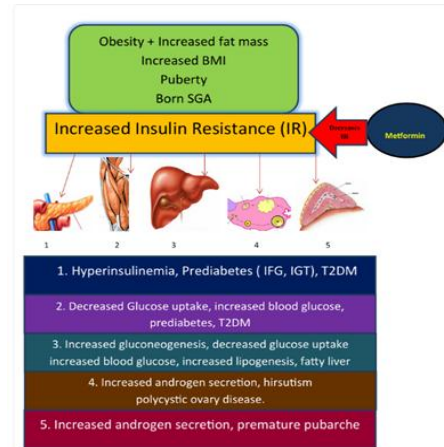 Obesity + Increased fat mass
Increased BMI
Puberty
Born SGA
Increased Insulin Resistance (IR)
Decreases
IR
Metformin
1
2
3
4
5
1. Hyperinsulinemia, Prediabetes ( IFG, IGT), T2DM
2. Decreased Glucose uptake, increased blood glucose,
prediabetes, T2DM
3. Increased gluconeogenesis, decreased glucose uptake
increased blood glucose, increased lipogenesis, fatty liver
4. Increased androgen secretion, hirsutism
polycystic ovary disease.
5. Increased androgen secretion, premature pubarche